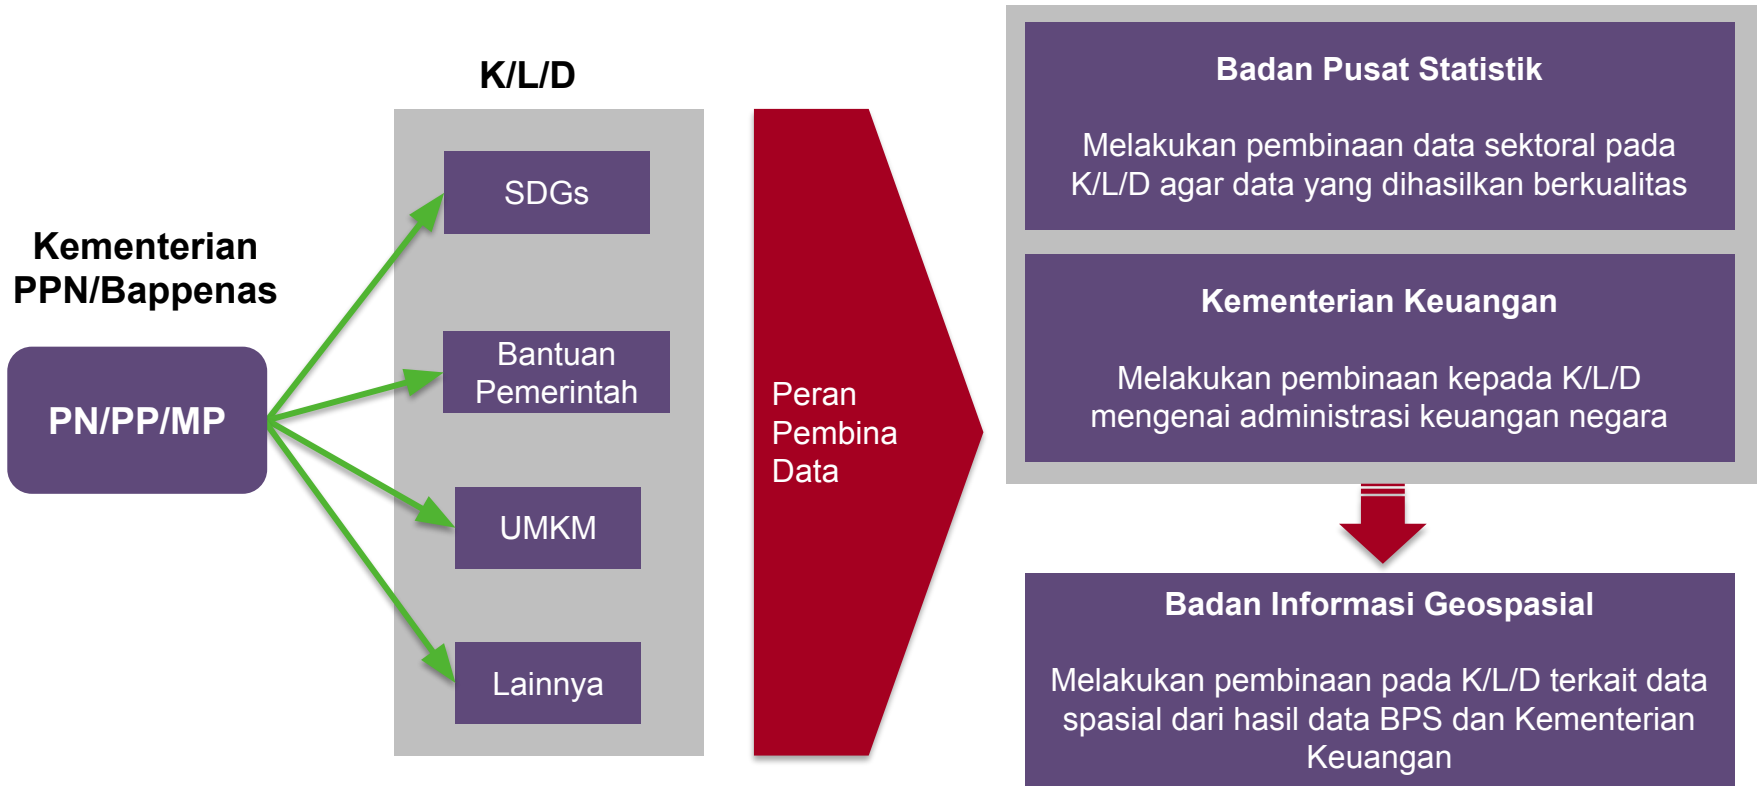 Kementerian
PPN/Bappenas
PN/PP/MP
K/L/D
SDGs
Bantuan
Pemerintah
UMKM
Lainnya
Peran
Pembina
Data
Badan Pusat Statistik
Melakukan pembinaan data sektoral pada
K/L/D agar data yang dihasilkan berkualitas
Kementerian Keuangan
Melakukan pembinaan kepada K/L/D
mengenai administrasi keuangan negara
Badan Informasi Geospasial
Melakukan pembinaan pada K/L/D terkait data
spasial dari hasil data BPS dan Kementerian
Keuangan